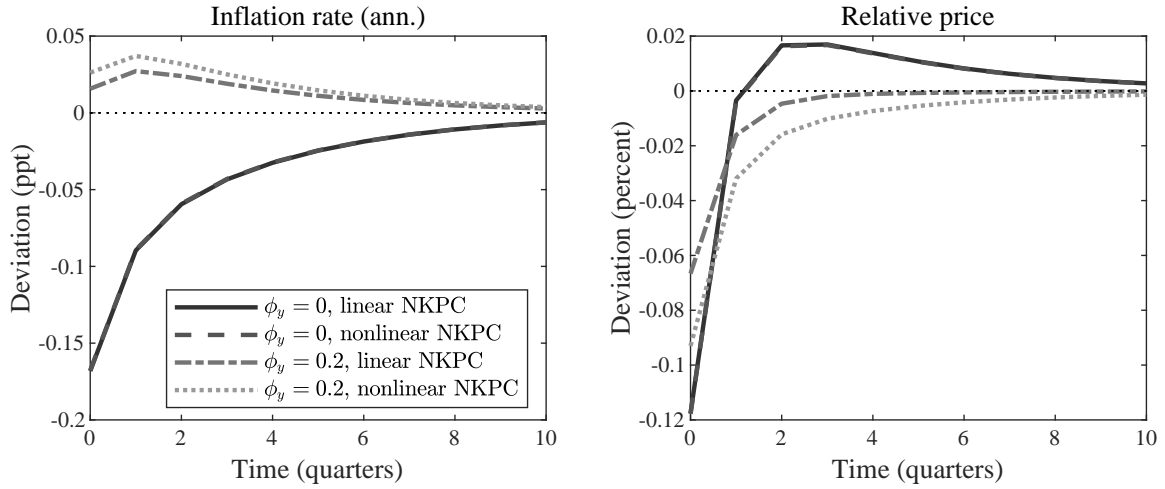 Inflation rate (ann.)
0.05
0
-0.05
-0.1
-0.15
-0.2
Deviation (ppt)
ϕ_y = 0, linear NKPC
ϕ_y = 0, nonlinear NKPC
ϕ_y = 0.2, linear NKPC
ϕ_y = 0.2, nonlinear NKPC
0 2 4 6 8 10
Time (quarters)
Relative price
0.02
0
-0.02
-0.04
-0.06
-0.08
-0.1
-0.12
Deviation (percent)
0 2 4 6 8 10
Time (quarters)